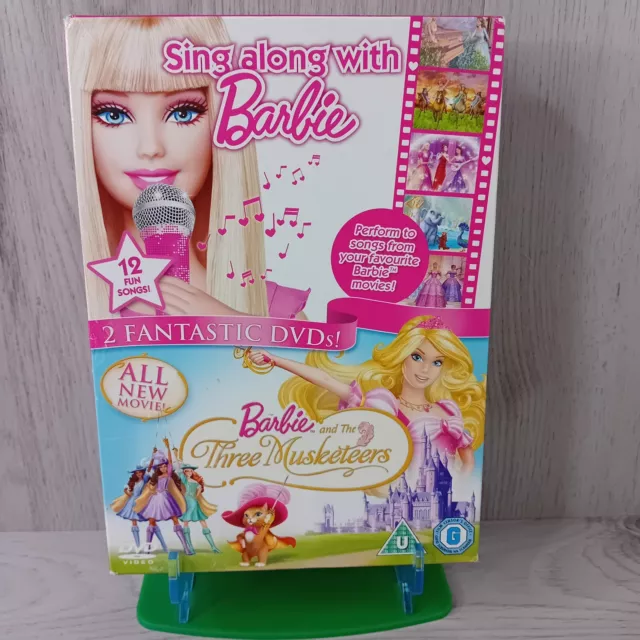 Sing along with
Barbie
Perform to
songs from
your favourite
Barbie™
movies!
12
FUN
SONGS!
2 FANTASTIC DVDs!
ALL
NEW
MOVIE!
Barbie and The
Three Musketeers
DVD
VIDEO
U
G